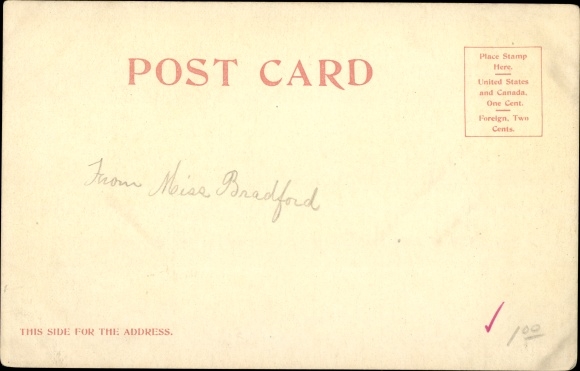 POST CARD
Place Stamp
Here.
United States
and Canada,
One Cent.
Foreign, Two
Cents.
From Miss Bradford
THIS SIDE FOR THE ADDRESS.
1.00